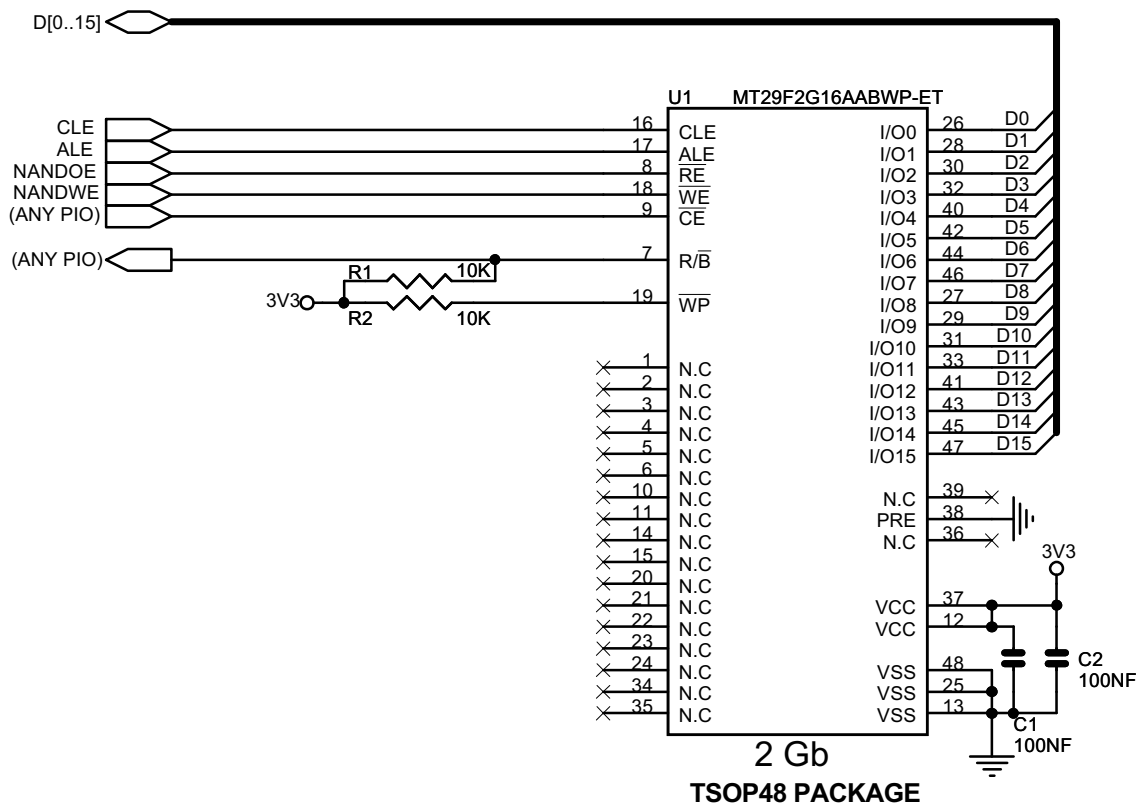 D[0..15]
U1 MT29F2G16AABWP-ET
CLE 16 CLE I/O0 26 D0
ALE 17 ALE I/O1 28 D1
NANDOE 8 RE I/O2 30 D2
NANDWE 18 WE I/O3 32 D3
(ANY PIO) 9 CE I/O4 40 D4
I/O5 42 D5
(ANY PIO) 7 R/B I/O6 44 D6
R1 10K I/O7 46 D7
3V3 19 WP I/O8 27 D8
R2 10K I/O9 29 D9
I/O10 31 D10
1 N.C I/O11 33 D11
2 N.C I/O12 41 D12
3 N.C I/O13 43 D13
4 N.C I/O14 45 D14
5 N.C I/O15 47 D15
6 N.C
10 N.C N.C 39
11 N.C PRE 38
14 N.C N.C 36
15 N.C 3V3
20 N.C
21 N.C VCC 37
22 N.C VCC 12
23 N.C
24 N.C VSS 48 C2
34 N.C VSS 25 100NF
35 N.C VSS 13
C1
100NF
2 Gb
TSOP48 PACKAGE